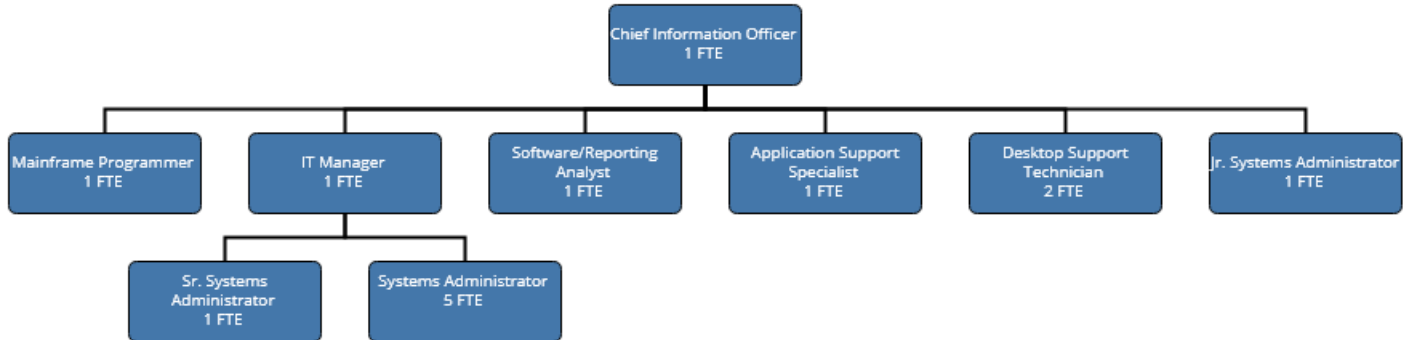 Chief Information Officer
1 FTE
Mainframe Programmer
1 FTE
IT Manager
1 FTE
Software/Reporting
Analyst
1 FTE
Application Support
Specialist
1 FTE
Desktop Support
Technician
2 FTE
Jr. Systems Administrator
1 FTE
Sr. Systems
Administrator
1 FTE
Systems Administrator
5 FTE